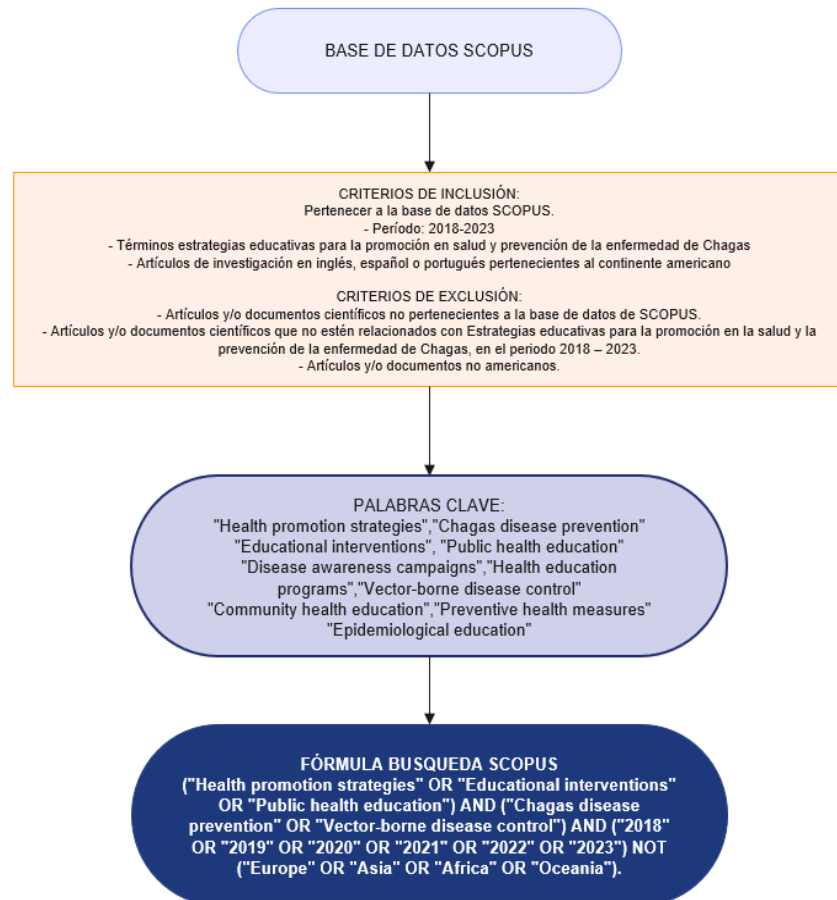 BASE DE DATOS SCOPUS
CRITERIOS DE INCLUSIÓN:
Pertenecer a la base de datos SCOPUS.
- Período: 2018-2023
- Términos estrategias educativas para la promoción en salud y prevención de la enfermedad de Chagas
- Artículos de investigación en inglés, español o portugués pertenecientes al continente americano
CRITERIOS DE EXCLUSIÓN:
- Artículos y/o documentos científicos no pertenecientes a la base de datos de SCOPUS.
- Artículos y/o documentos científicos que no estén relacionados con Estrategias educativas para la promoción en la salud y la
prevención de la enfermedad de Chagas, en el periodo 2018 – 2023.
- Artículos y/o documentos no americanos.
PALABRAS CLAVE:
"Health promotion strategies","Chagas disease prevention"
"Educational interventions", "Public health education"
"Disease awareness campaigns","Health education
programs","Vector-borne disease control"
"Community health education","Preventive health measures"
"Epidemiological education"
FÓRMULA BUSQUEDA SCOPUS
("Health promotion strategies" OR "Educational interventions"
OR "Public health education") AND ("Chagas disease
prevention" OR "Vector-borne disease control") AND ("2018"
OR "2019" OR "2020" OR "2021" OR "2022" OR "2023") NOT
("Europe" OR "Asia" OR "Africa" OR "Oceania").